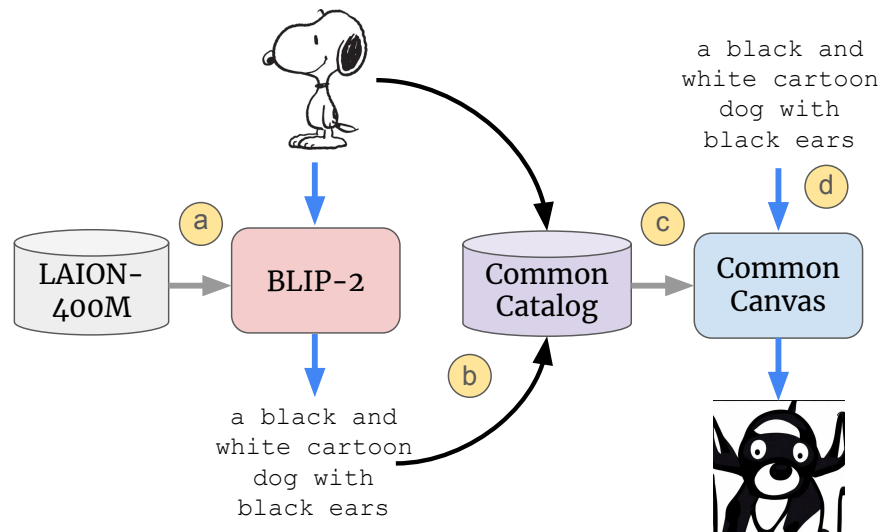 a
LAION-
400M
BLIP-2
a black and
white cartoon
dog with
black ears
b
Common
Catalog
c
a black and
white cartoon
dog with
black ears
d
Common
Canvas